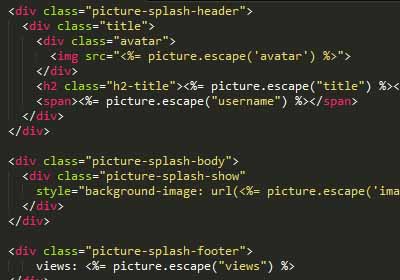 <div class="picture-splash-header">
<div class="title">
<div class="avatar">
<img src="<%= picture.escape('avatar') %>">
</div>
<h2 class="h2-title"><%= picture.escape("title") %><
<span><%= picture.escape("username") %></span>
</div>
</div>
<div class="picture-splash-body">
<div class="picture-splash-show"
style="background-image: url(<%= picture.escape('ima
</div>
</div>
<div class="picture-splash-footer">
views: <%= picture.escape("views") %>
</div>